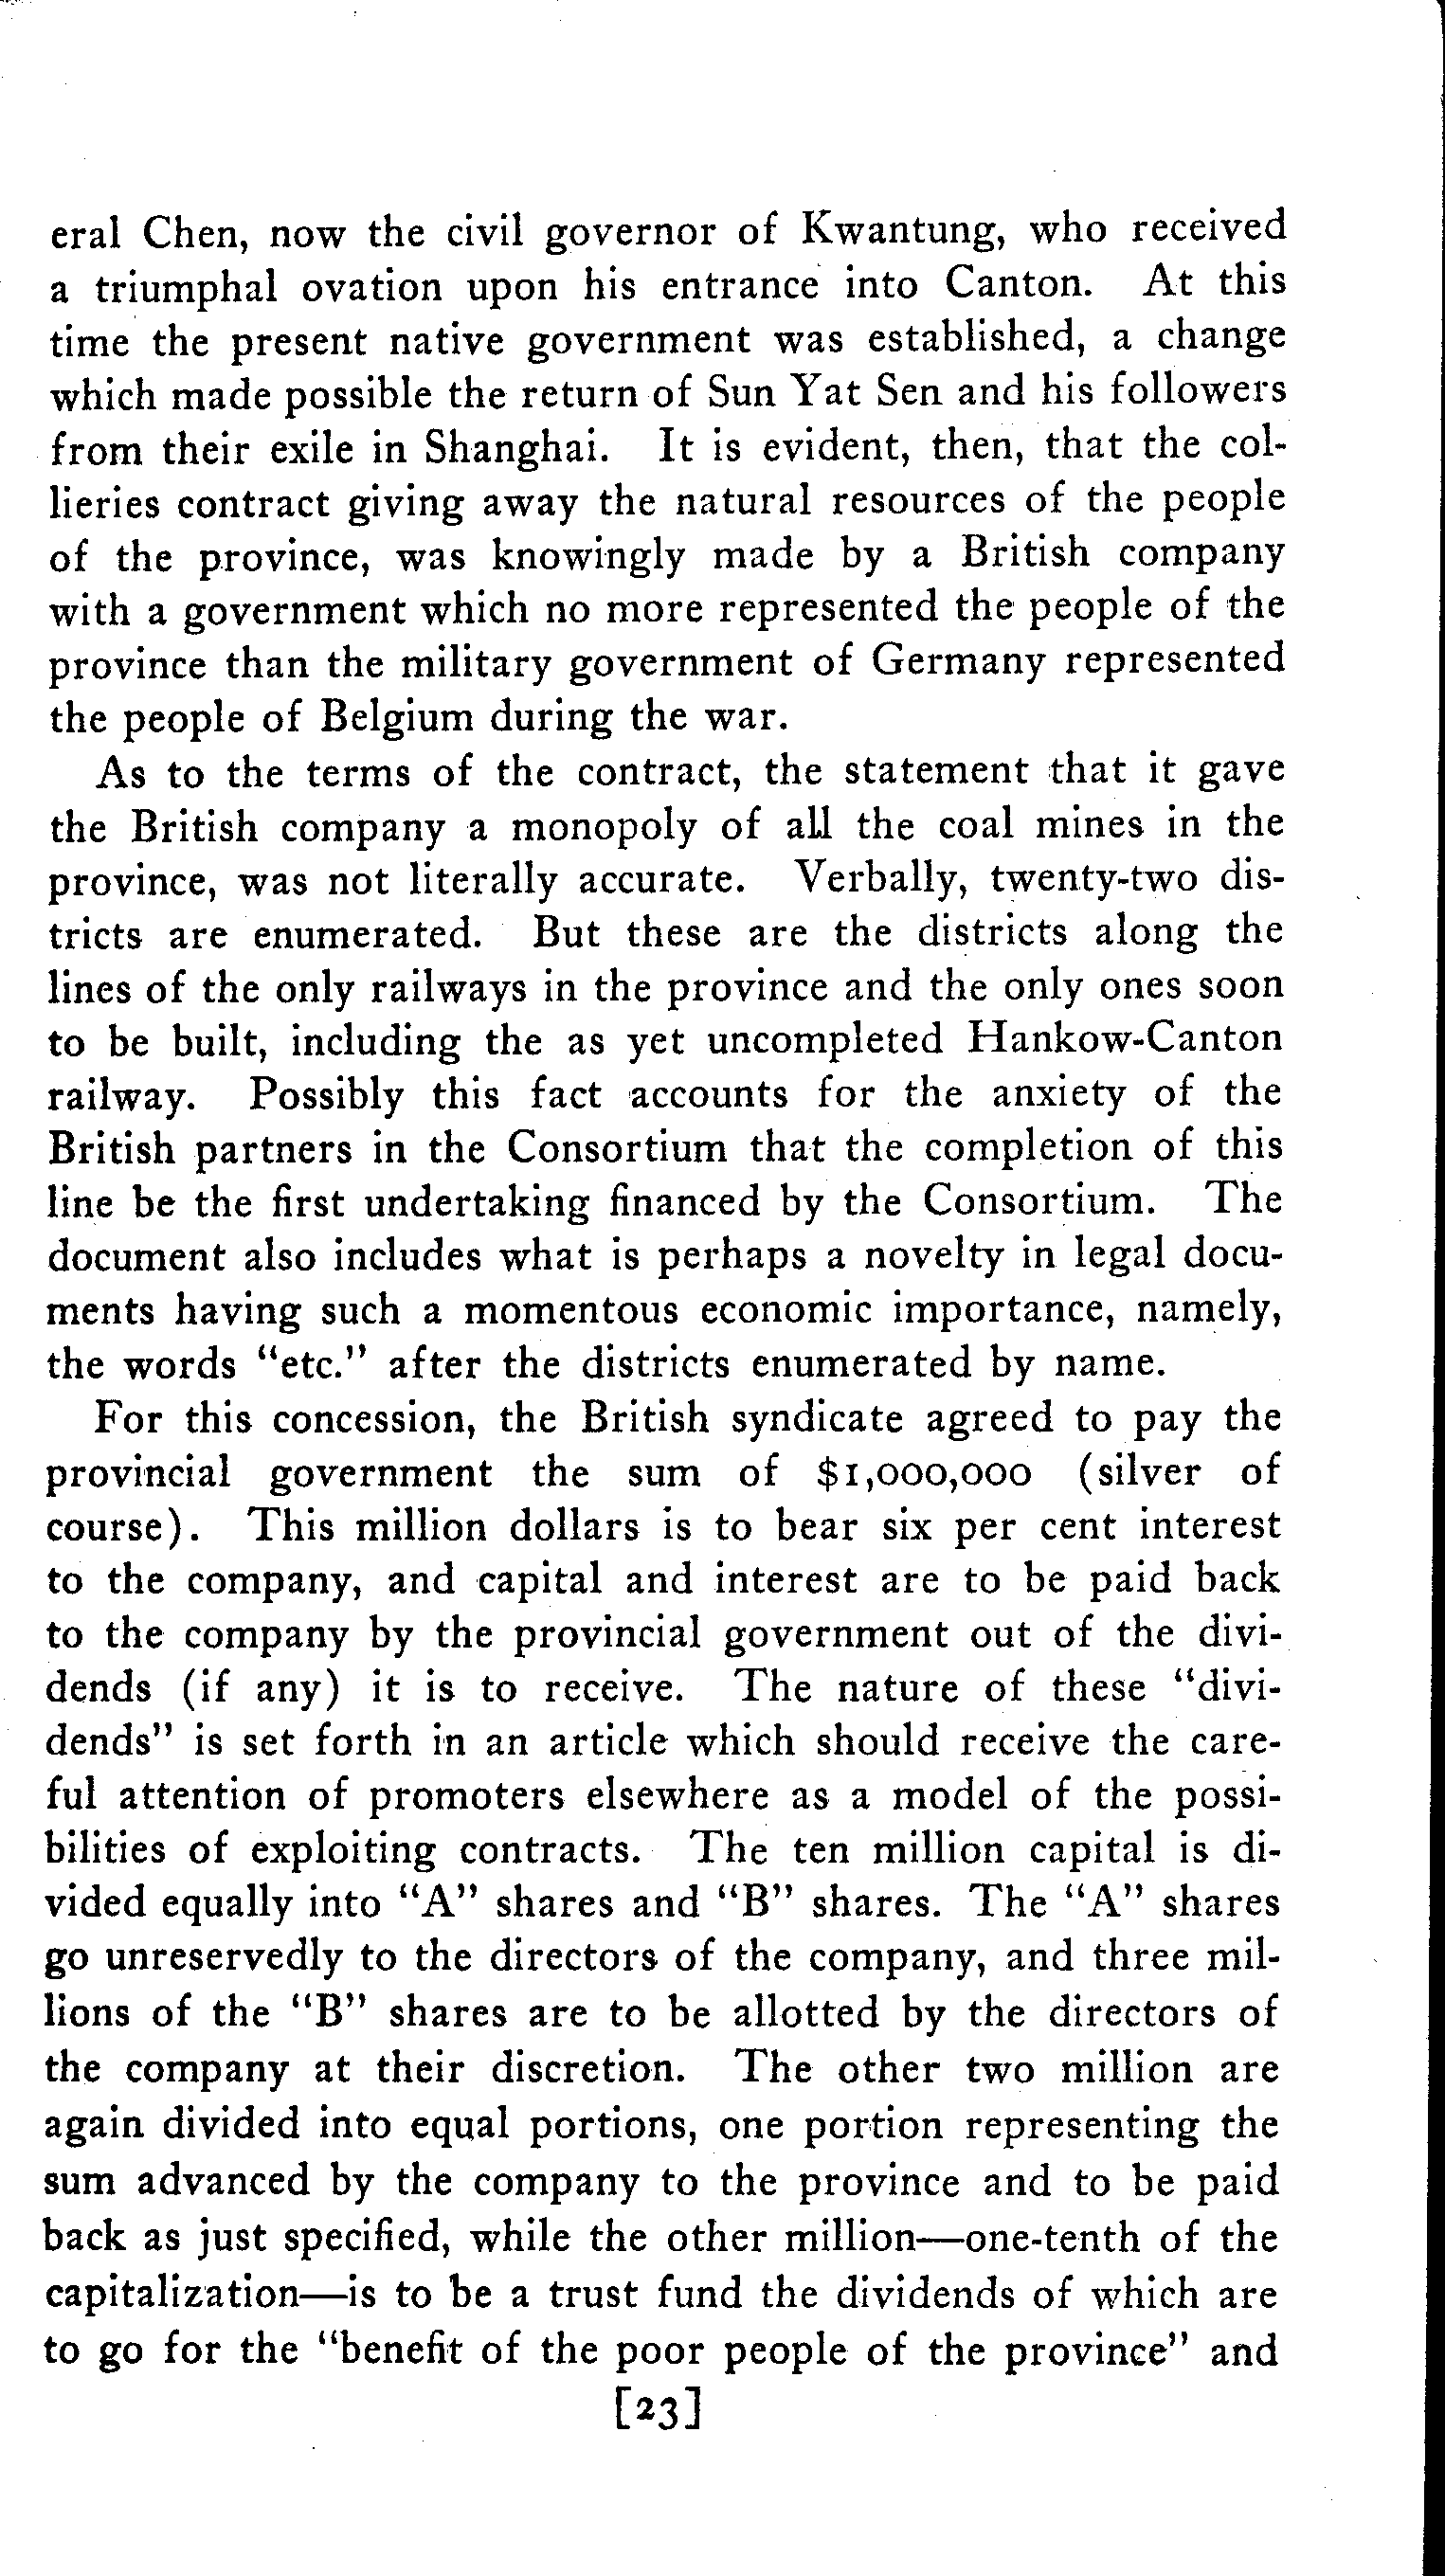 eral Chen, now the civil governor of Kwantung, who received
a triumphal ovation upon his entrance into Canton. At this
time the present native government was established, a change
which made possible the return of Sun Yat Sen and his followers
from their exile in Shanghai. It is evident, then, that the col-
lieries contract giving away the natural resources of the people
of the province, was knowingly made by a British company
with a government which no more represented the people of the
province than the military government of Germany represented
the people of Belgium during the war.
As to the terms of the contract, the statement that it gave
the British company a monopoly of all the coal mines in the
province, was not literally accurate. Verbally, twenty-two dis-
tricts are enumerated. But these are the districts along the
lines of the only railways in the province and the only ones soon
to be built, including the as yet uncompleted Hankow-Canton
railway. Possibly this fact accounts for the anxiety of the
British partners in the Consortium that the completion of this
line be the first undertaking financed by the Consortium. The
document also includes what is perhaps a novelty in legal docu-
ments having such a momentous economic importance, namely,
the words "etc." after the districts enumerated by name.
For this concession, the British syndicate agreed to pay the
provincial government the sum of $1,000,000 (silver of
course). This million dollars is to bear six per cent interest
to the company, and capital and interest are to be paid back
to the company by the provincial government out of the divi-
dends (if any) it is to receive. The nature of these "divi-
dends" is set forth in an article which should receive the care-
ful attention of promoters elsewhere as a model of the possi-
bilities of exploiting contracts. The ten million capital is di-
vided equally into "A" shares and "B" shares. The "A" shares
go unreservedly to the directors of the company, and three mil-
lions of the "B" shares are to be allotted by the directors of
the company at their discretion. The other two million are
again divided into equal portions, one portion representing the
sum advanced by the company to the province and to be paid
back as just specified, while the other million—one-tenth of the
capitalization—is to be a trust fund the dividends of which are
to go for the "benefit of the poor people of the province" and
[23]